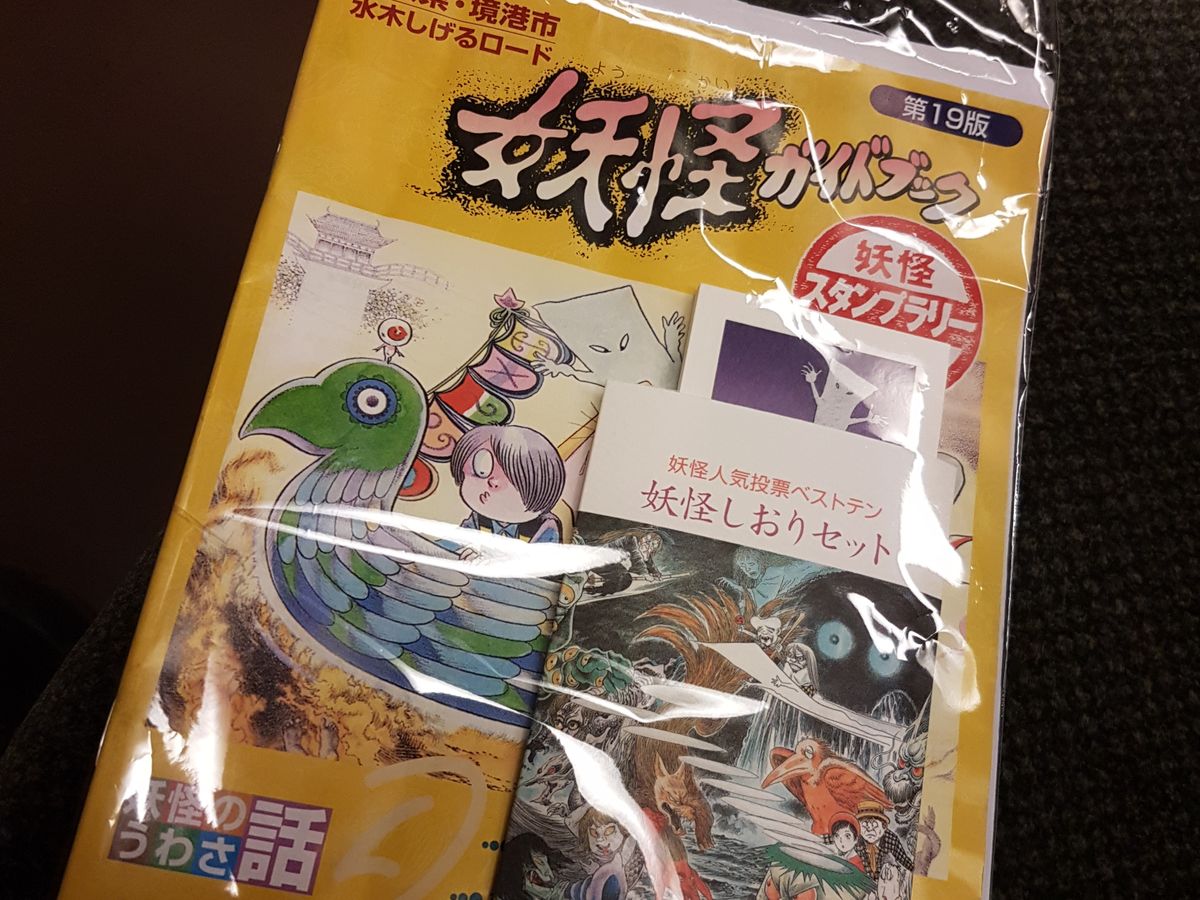 ・境港市
水木しげるロード
よう かい
妖怪ガイドブック
第19版
妖怪
スタンプラリー
妖怪人気投票ベストテン
妖怪しおりセット
妖怪の
うわさ話